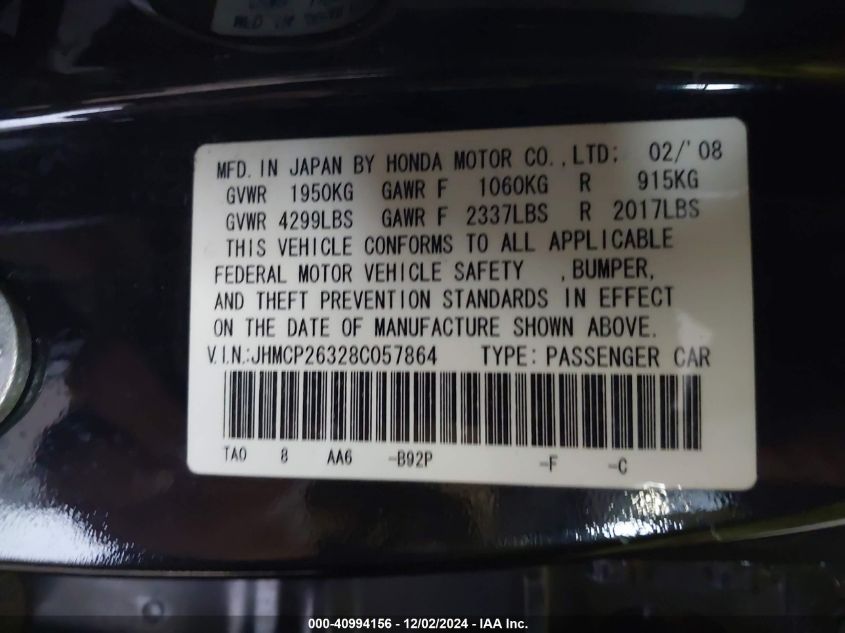 MFD. IN JAPAN BY HONDA MOTOR CO.,LTD: 02/'08
GVWR 1950KG GAWR F 1060KG R 915KG
GVWR 4299LBS GAWR F 2337LBS R 2017LBS
THIS VEHICLE CONFORMS TO ALL APPLICABLE
FEDERAL MOTOR VEHICLE SAFETY ,BUMPER,
AND THEFT PREVENTION STANDARDS IN EFFECT
ON THE DATE OF MANUFACTURE SHOWN ABOVE.
V.I.N.:JHMCP26328C057864 TYPE: PASSENGER CAR
TA0 8 AA6 -B92P -F -C
000-40994156 - 12/02/2024 - IAA Inc.